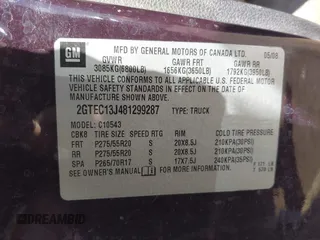 GM
MFD BY GENERAL MOTORS OF CANADA LTD. 05/08
GVWR GAWR FRT GAWR RR
3085KG(6800LB) 1656KG(3650LB) 1792KG(3950LB)
THIS VEHICLE CONFORMS TO ALL APPLICABLE U.S. FEDERAL
MOTOR VEHICLE SAFETY STANDARDS IN EFFECT ON
THE DATE OF MANUFACTURE SHOWN ABOVE.
2GTEC13J481299287 TYPE: TRUCK
MODEL: C10543
CBK8 TIRE SIZE SPEED RTG RIM COLD TIRE PRESSURE
FRT P275/55R20 S 20X8.5J 210KPA(30PSI)
RR P275/55R20 S 20X8.5J 210KPA(30PSI)
SPA P265/70R17 S 17X7.5J 240KPA(35PSI)
SEE OWNER'S MANUAL FOR ADDITIONAL INFORMATION.
© DREAMBID